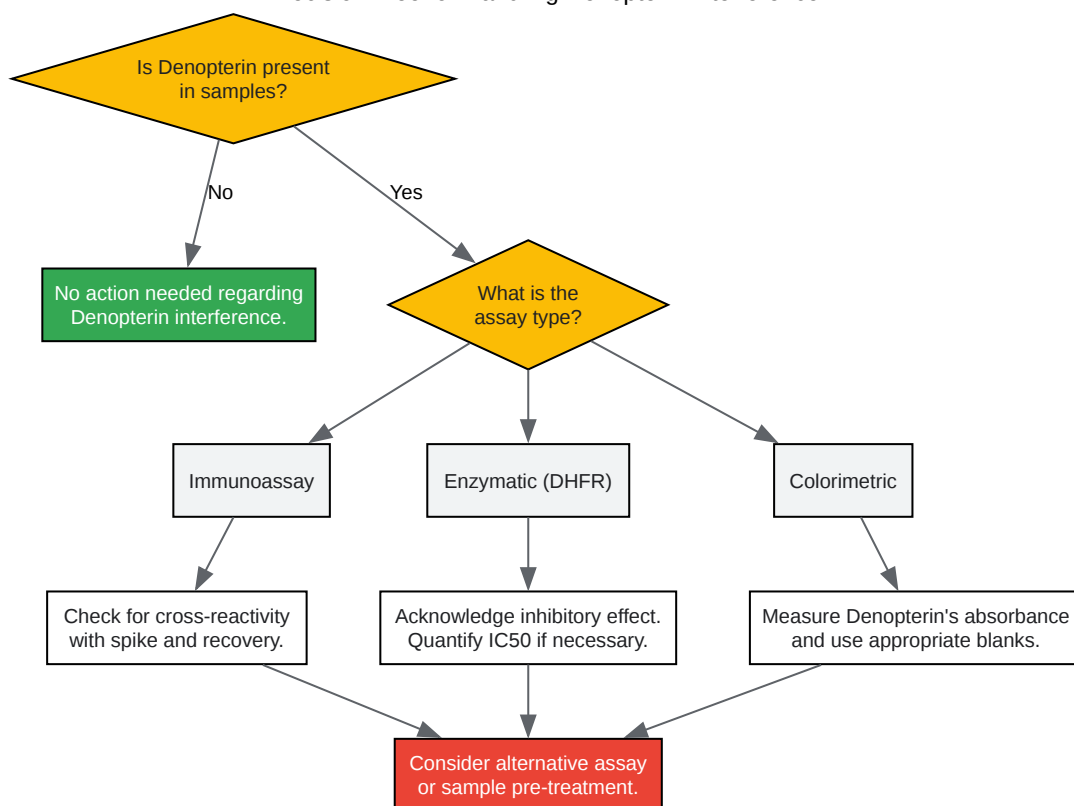 Is Denopterin present
in samples?
No
Yes
No action needed regarding
Denopterin interference.
What is the
assay type?
Immunoassay
Enzymatic (DHFR)
Colorimetric
Check for cross-reactivity
with spike and recovery.
Acknowledge inhibitory effect.
Quantify IC50 if necessary.
Measure Denopterin's absorbance
and use appropriate blanks.
Consider alternative assay
or sample pre-treatment.